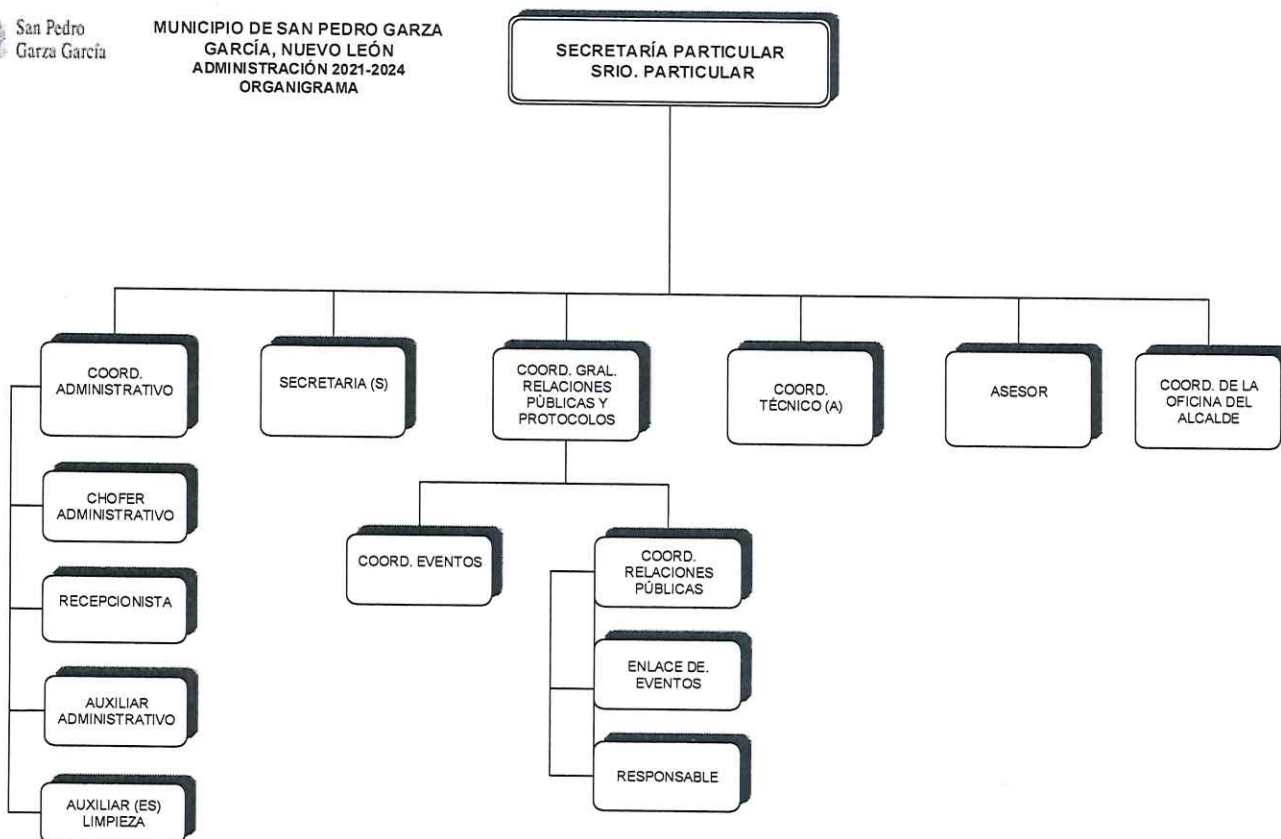 San Pedro
Garza García
MUNICIPIO DE SAN PEDRO GARZA
GARCÍA, NUEVO LEÓN
ADMINISTRACIÓN 2021-2024
ORGANIGRAMA
SECRETARÍA PARTICULAR
SRIO. PARTICULAR
COORD.
ADMINISTRATIVO
SECRETARIA (S)
COORD. GRAL.
RELACIONES
PÚBLICAS Y
PROTOCOLOS
COORD.
TÉCNICO (A)
ASESOR
COORD. DE LA
OFICINA DEL
ALCALDE
CHOFER
ADMINISTRATIVO
RECEPCIONISTA
AUXILIAR
ADMINISTRATIVO
AUXILIAR (ES)
LIMPIEZA
COORD. EVENTOS
COORD.
RELACIONES
PÚBLICAS
ENLACE DE.
EVENTOS
RESPONSABLE